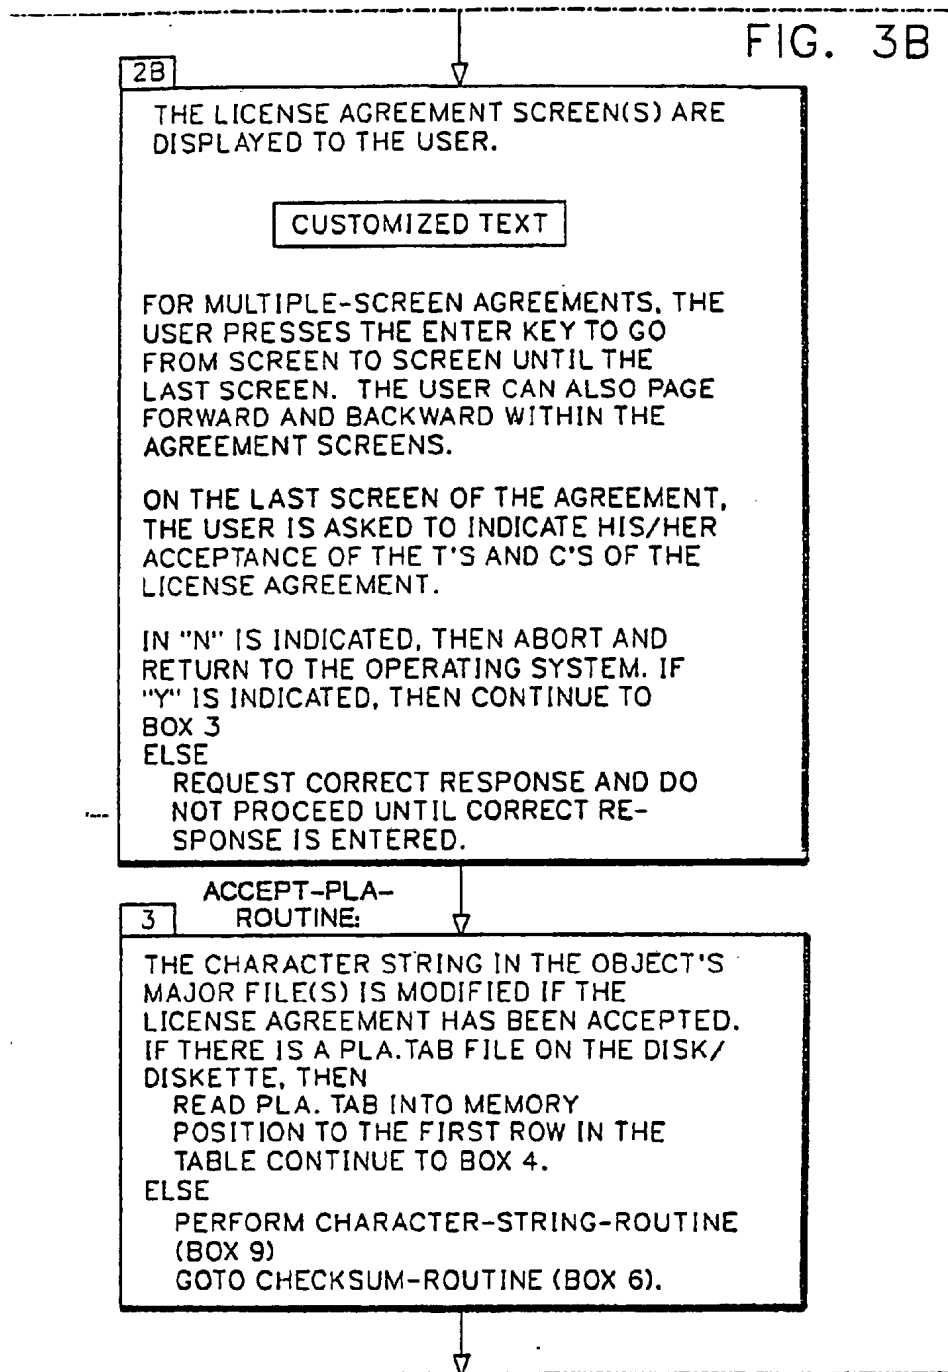 FIG. 3B
2B
THE LICENSE AGREEMENT SCREEN(S) ARE
DISPLAYED TO THE USER.
CUSTOMIZED TEXT
FOR MULTIPLE-SCREEN AGREEMENTS, THE
USER PRESSES THE ENTER KEY TO GO
FROM SCREEN TO SCREEN UNTIL THE
LAST SCREEN. THE USER CAN ALSO PAGE
FORWARD AND BACKWARD WITHIN THE
AGREEMENT SCREENS.
ON THE LAST SCREEN OF THE AGREEMENT,
THE USER IS ASKED TO INDICATE HIS/HER
ACCEPTANCE OF THE T'S AND C'S OF THE
LICENSE AGREEMENT.
IN "N" IS INDICATED, THEN ABORT AND
RETURN TO THE OPERATING SYSTEM. IF
"Y" IS INDICATED, THEN CONTINUE TO
BOX 3
ELSE
REQUEST CORRECT RESPONSE AND DO
NOT PROCEED UNTIL CORRECT RE-
SPONSE IS ENTERED.
ACCEPT-PLA-
ROUTINE:
3
THE CHARACTER STRING IN THE OBJECT'S
MAJOR FILE(S) IS MODIFIED IF THE
LICENSE AGREEMENT HAS BEEN ACCEPTED.
IF THERE IS A PLA.TAB FILE ON THE DISK/
DISKETTE, THEN
READ PLA. TAB INTO MEMORY
POSITION TO THE FIRST ROW IN THE
TABLE CONTINUE TO BOX 4.
ELSE
PERFORM CHARACTER-STRING-ROUTINE
(BOX 9)
GOTO CHECKSUM-ROUTINE (BOX 6).